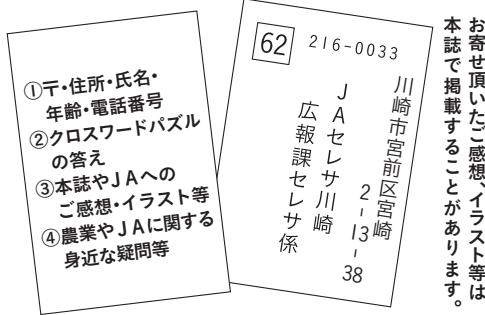 ①〒・住所・氏名・
年齢・電話番号
②クロスワードパズル
の答え
③本誌やJAへの
ご感想・イラスト等
④農業やJAに関する
身近な疑問等
62
216-0033
川崎市宮前区宮崎
2-13-38
JAセレサ川崎
広報課セレサ係
お寄せ頂いたご感想、イラスト等は
本誌で掲載することがあります。